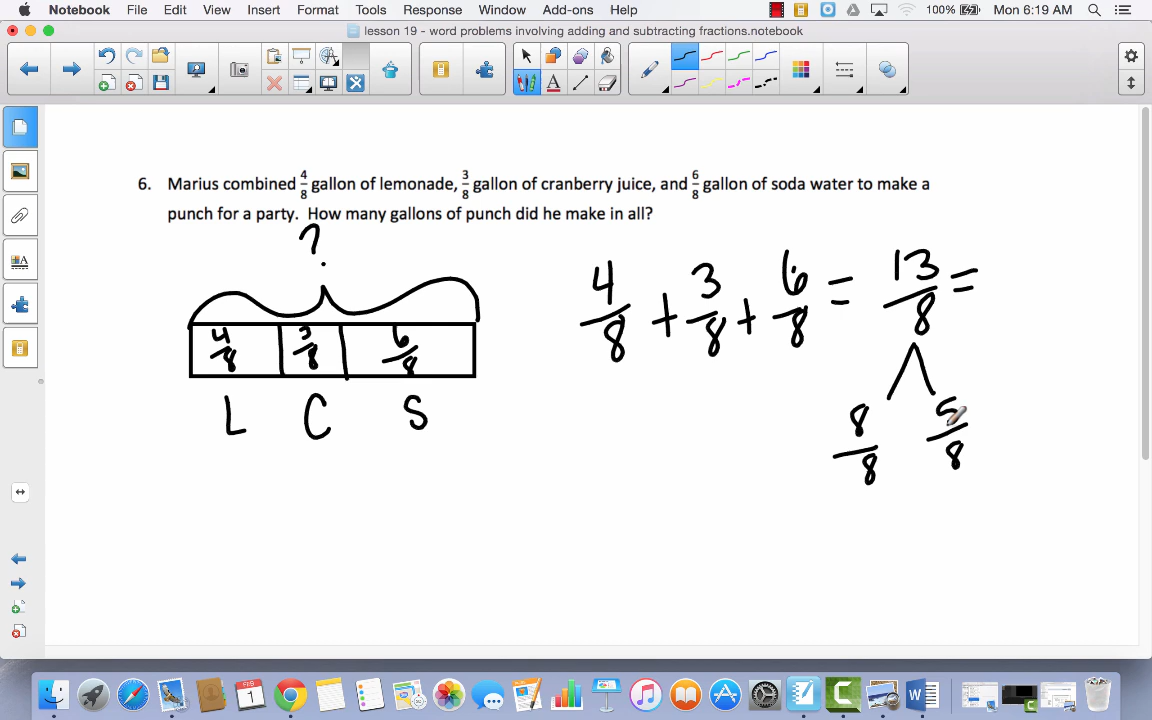 Notebook File Edit View Insert Format Tools Response Window Add-ons Help 100% Mon 6:19 AM
lesson 19 - word problems involving adding and subtracting fractions.notebook
6. Marius combined 4/8 gallon of lemonade, 3/8 gallon of cranberry juice, and 6/8 gallon of soda water to make a
punch for a party. How many gallons of punch did he make in all?
?
4/8 3/8 6/8
L C S
4/8 + 3/8 + 6/8 = 13/8 =
8/8 5/8